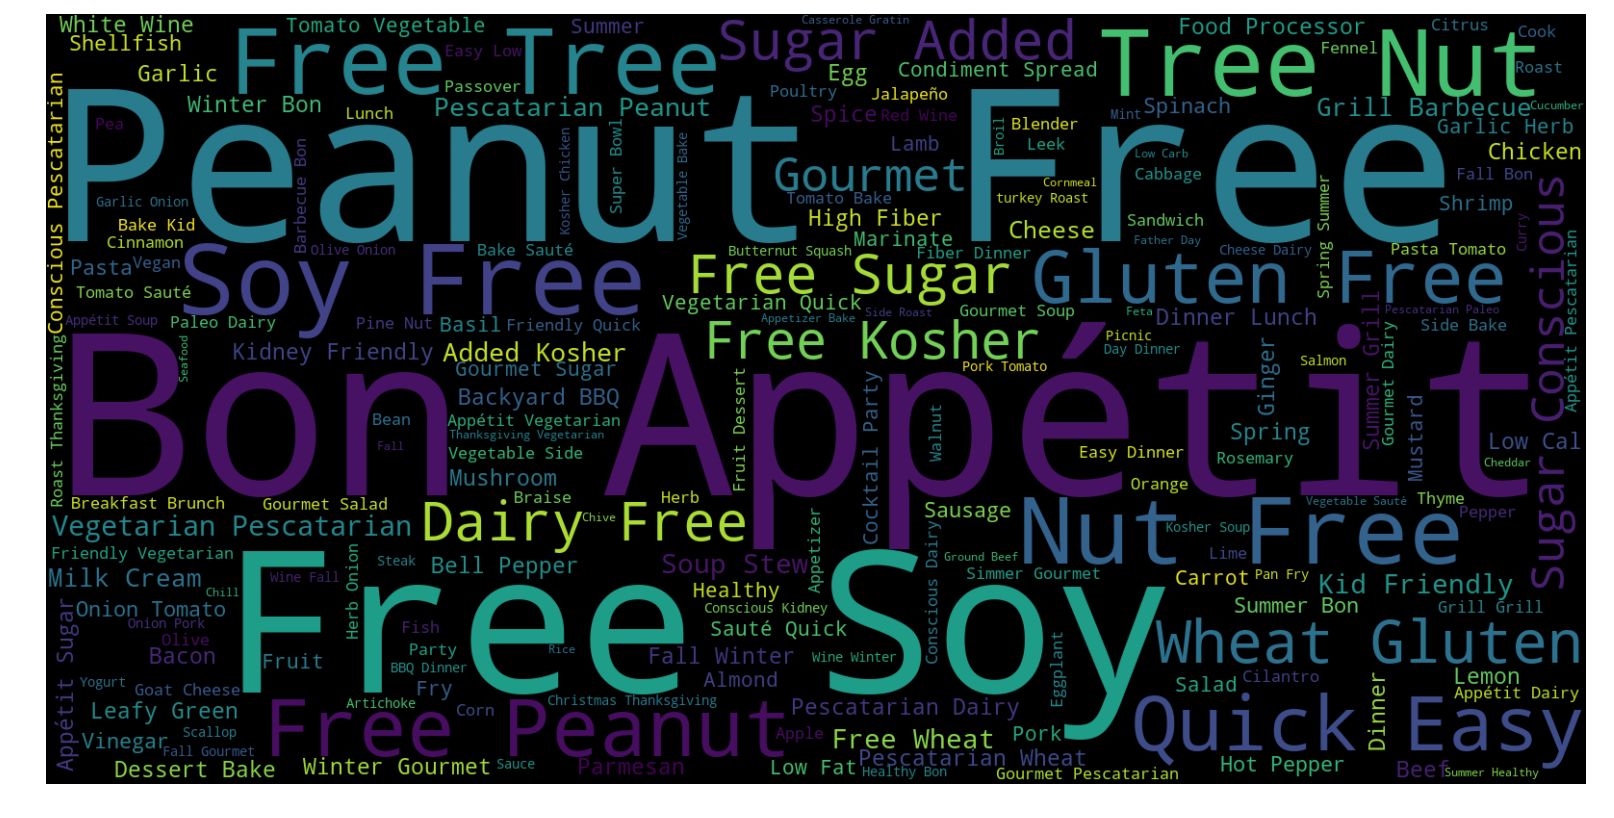 White Wine
Tomato Vegetable
Summer
Casserole Gratin
Sugar Added
Food Processor
Citrus
Cook
Shellfish
Free Tree
Easy Low
Tree Nut
Fennel
Roast
Garlic
Passover
Egg
Condiment Spread
Winter Bon
Lunch
Pescatarian Peanut
Poultry
Jalapeño
Spice
Red Wine
Mint
Spinach
Grill Barbecue
Cucumber
Pea
Peanut Free
Blender
Garlic Herb
Conscious Pescatarian
Barbecue Bon
Kosher Chicken
Super Bowl
Vegetable Bake
Lamb
Broil
Leek
Low Carb
Chicken
Gourmet
Cabbage
Fall Bon
Cornmeal
Garlic Onion
Tomato Bake
turkey Roast
Shrimp
Bake Kid
High Fiber
Sandwich
Cinnamon
Olive Onion
Bake Sauté
Marinate
Cheese
Father Day
Butternut Squash
Fiber Dinner
Cheese Dairy
Spring Summer
Pasta Tomato
Curry
Pasta
Vegan
Soy Free
Free Sugar
Gluten Free
Sugar Conscious
Appétit Pescatarian
Tomato Sauté
Vegetarian Quick
Appétit Soup
Paleo Dairy
Pine Nut
Basil
Friendly Quick
Appetizer Bake
Side Roast
Gourmet Soup
Feta
Dinner Lunch
Pescatarian Paleo
Side Bake
Roast Thanksgiving
Seafood
Kidney Friendly
Added Kosher
Free Kosher
Picnic
Day Dinner
Salmon
Summer Grill
Gourmet Dairy
Gourmet Sugar
Pork Tomato
Ginger
Backyard BBQ
Bon Appétit
Bean
Appétit Vegetarian
Fall
Thanksgiving Vegetarian
Fruit Dessert
Cocktail Party
Walnut
Spring
Mustard
Low Cal
Vegetable Side
Easy Dinner
Rosemary
Cheddar
Mushroom
Orange
Breakfast Brunch
Gourmet Salad
Braise
Herb
Sausage
Vegetable Sauté
Thyme
Pepper
Vegetarian Pescatarian
Dairy Free
Chive
Appetizer
Conscious Dairy
Nut Free
Kosher Soup
Friendly Vegetarian
Herb Onion
Steak
Bell Pepper
Soup Stew
Ground Beef
Lime
Milk Cream
Wine Fall
Simmer Gourmet
Carrot
Pan Fry
Kid Friendly
Chill
Healthy
Appétit Sugar
Onion Tomato
Free Soy
Conscious Kidney
Summer Bon
Grill Grill
Onion Pork
Fish
Sauté Quick
Olive
Party
Rice
Wheat Gluten
Bacon
Fruit
BBQ Dinner
Fall Winter
Wine Winter
Eggplant
Yogurt
Goat Cheese
Fry
Almond
Salad
Cilantro
Lemon
Artichoke
Christmas Thanksgiving
Dinner
Appétit Dairy
Leafy Green
Corn
Pescatarian Dairy
Scallop
Free Peanut
Apple
Quick Easy
Vinegar
Free Wheat
Pork
Fall Gourmet
Pescatarian Wheat
Dessert Bake
Winter Gourmet
Sauce
Parmesan
Low Fat
Healthy Bon
Gourmet Pescatarian
Hot Pepper
Beef
Summer Healthy